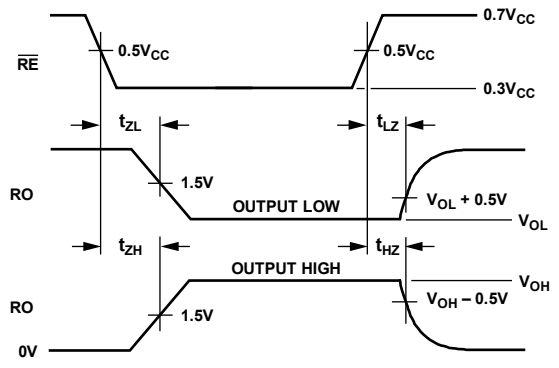 0.7VCC
0.5VCC 0.5VCC
RE
0.3VCC
tZL tLZ
1.5V
RO
OUTPUT LOW
VOL + 0.5V
VOL
tZH tHZ
OUTPUT HIGH
VOH
RO
1.5V
VOH – 0.5V
0V